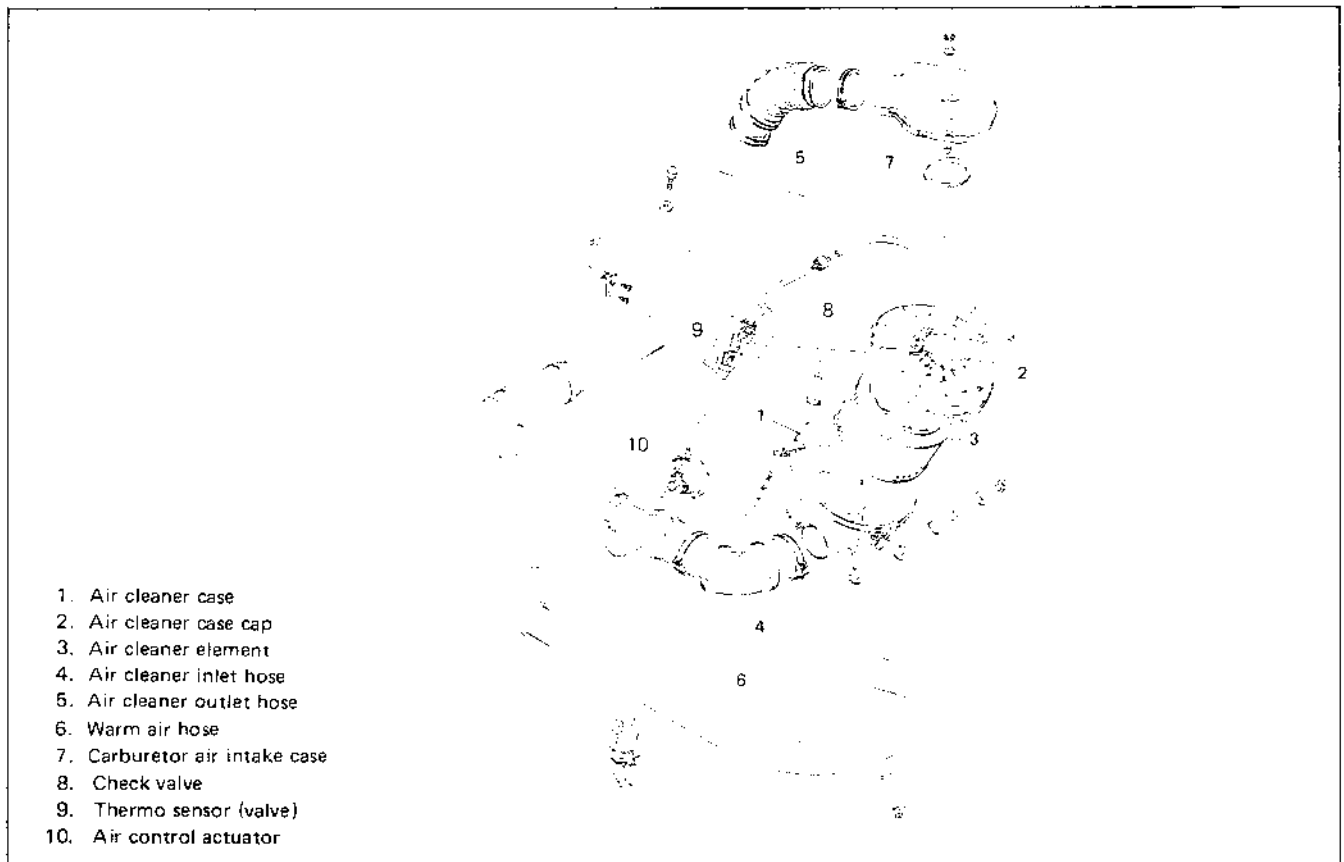 5
7
8
9
2
1
3
10
4
6
1. Air cleaner case
2. Air cleaner case cap
3. Air cleaner element
4. Air cleaner inlet hose
5. Air cleaner outlet hose
6. Warm air hose
7. Carburetor air intake case
8. Check valve
9. Thermo sensor (valve)
10. Air control actuator